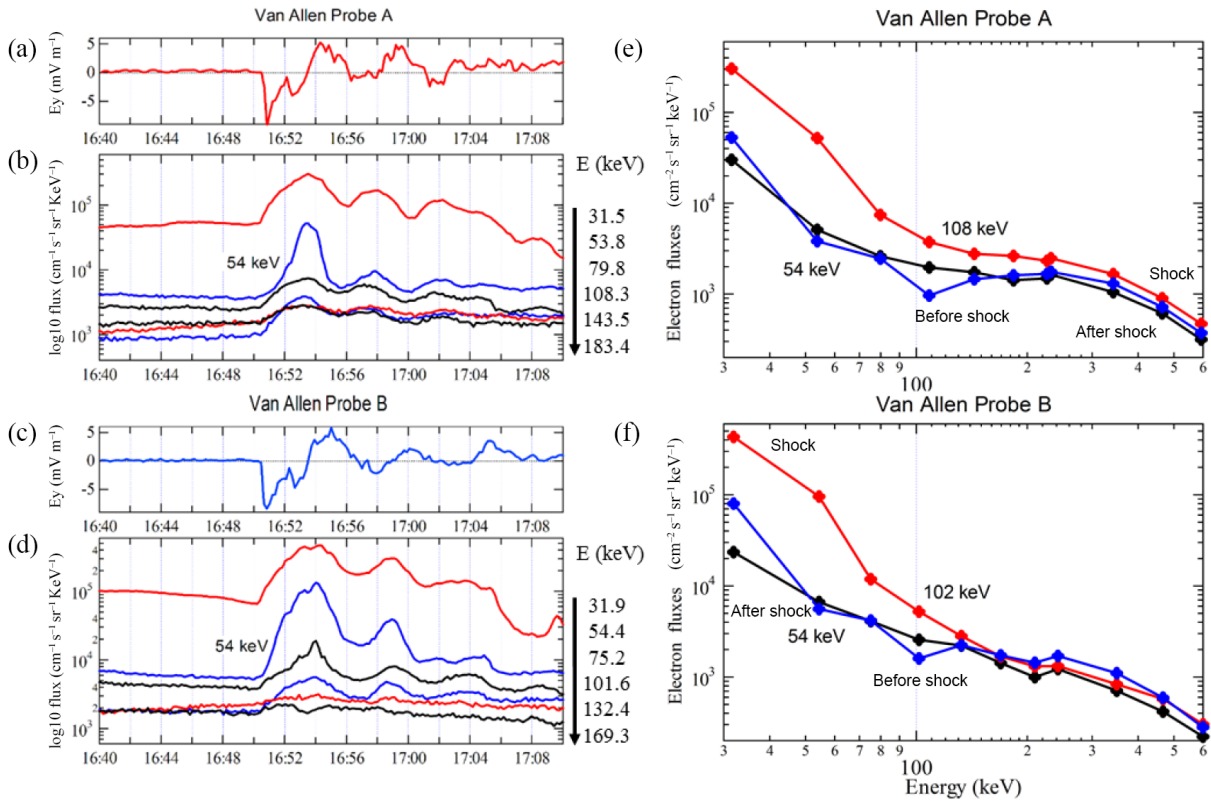 Van Allen Probe A
(a)
Ey (mV m⁻¹)
5
0
-5
16:40 16:44 16:48 16:52 16:56 17:00 17:04 17:08
(b)
log10 flux (cm⁻² s⁻¹ sr⁻¹ KeV⁻¹)
10⁵
10⁴
10³
54 keV
E (keV)
31.5
53.8
79.8
108.3
143.5
183.4
16:40 16:44 16:48 16:52 16:56 17:00 17:04 17:08
Van Allen Probe B
(c)
Ey (mV m⁻¹)
5
0
-5
16:40 16:44 16:48 16:52 16:56 17:00 17:04 17:08
(d)
log10 flux (cm⁻² s⁻¹ sr⁻¹ KeV⁻¹)
4
2
10⁵
4
2
10⁴
4
2
10³
54 keV
E (keV)
31.9
54.4
75.2
101.6
132.4
169.3
16:40 16:44 16:48 16:52 16:56 17:00 17:04 17:08
Van Allen Probe A
(e)
Electron fluxes (cm⁻² s⁻¹ sr⁻¹ keV⁻¹)
10⁵
10⁴
10³
108 keV
54 keV
Shock
Before shock
After shock
3 4 5 6 7 8 9 2 3 4 5 6
100
Van Allen Probe B
(f)
Electron fluxes (cm⁻² s⁻¹ sr⁻¹ keV⁻¹)
10⁵
10⁴
10³
Shock
102 keV
After shock
54 keV
Before shock
3 4 5 6 7 8 9 2 3 4 5 6
100
Energy (keV)